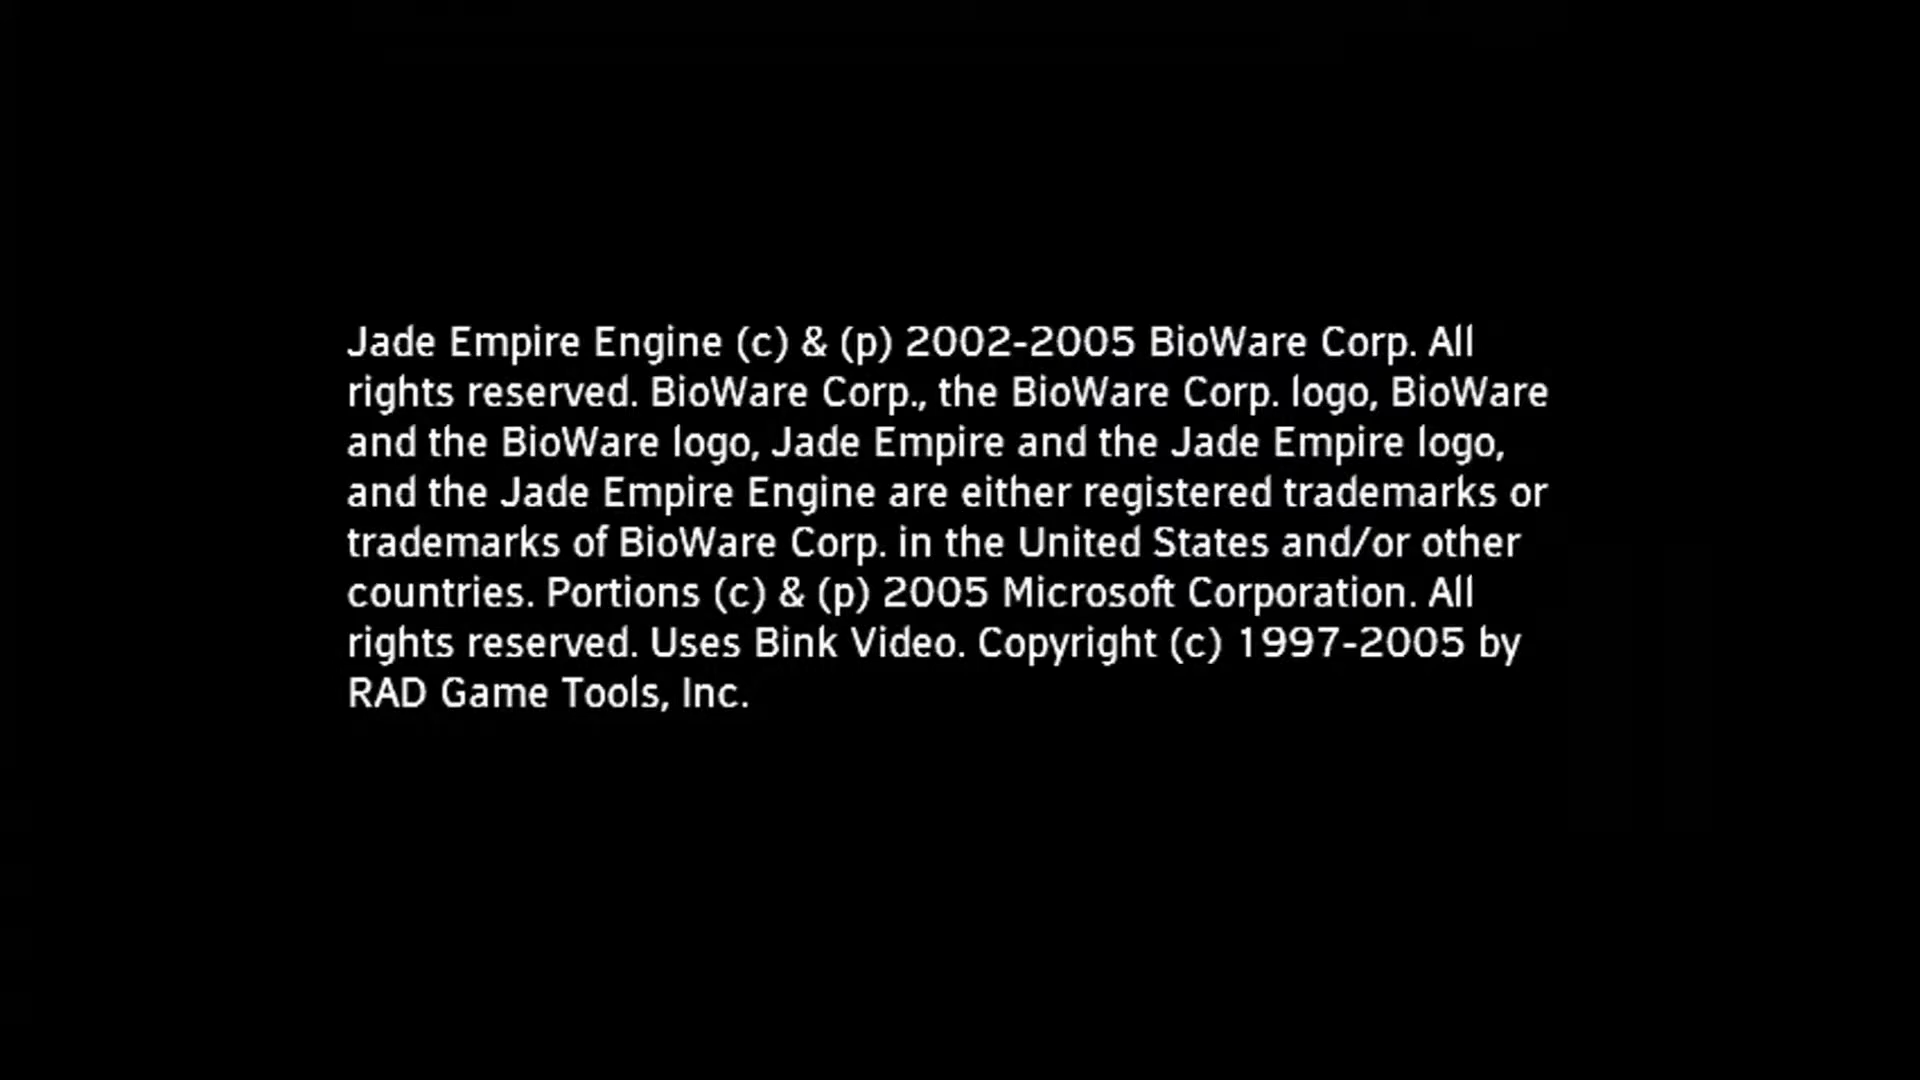 Jade Empire Engine (c) & (p) 2002-2005 BioWare Corp. All
rights reserved. BioWare Corp., the BioWare Corp. logo, BioWare
and the BioWare logo, Jade Empire and the Jade Empire logo,
and the Jade Empire Engine are either registered trademarks or
trademarks of BioWare Corp. in the United States and/or other
countries. Portions (c) & (p) 2005 Microsoft Corporation. All
rights reserved. Uses Bink Video. Copyright (c) 1997-2005 by
RAD Game Tools, Inc.